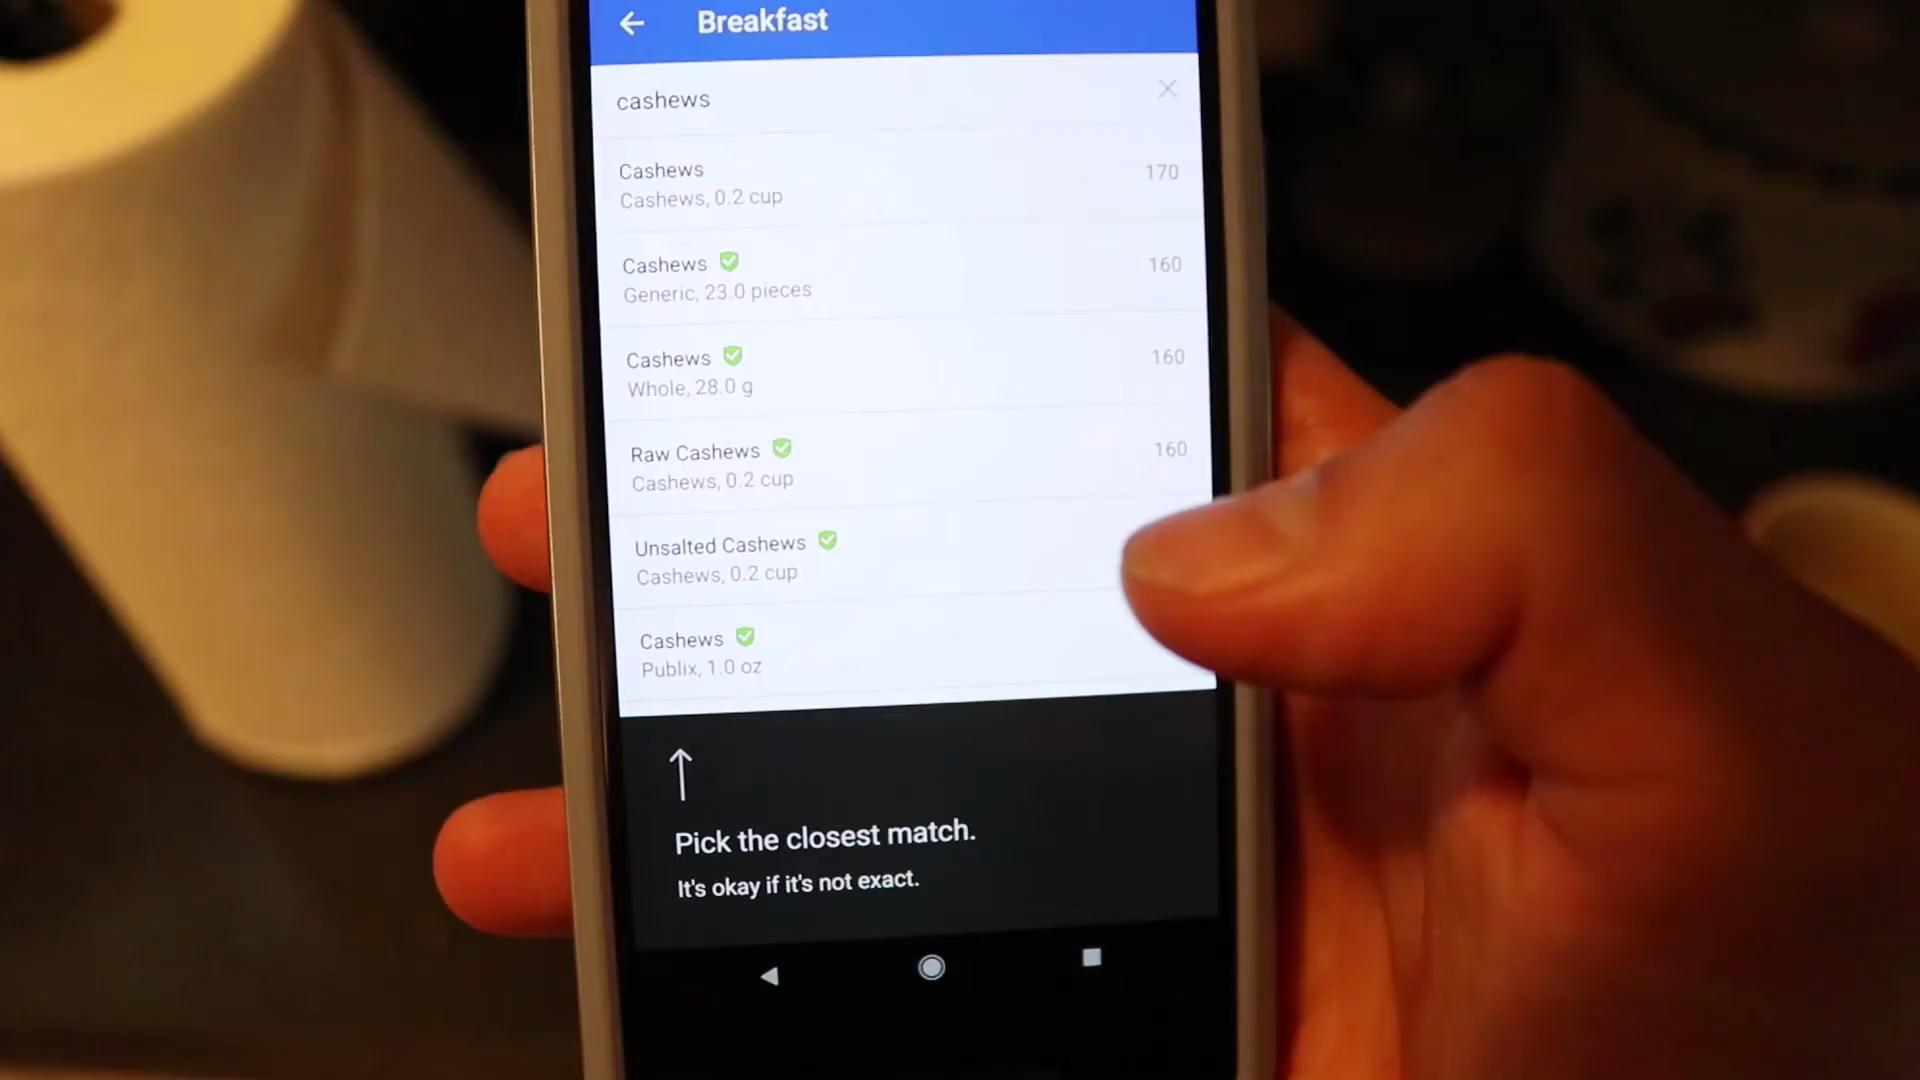 Breakfast
cashews
Cashews
170
Cashews, 0.2 cup
Cashews
160
Generic, 23.0 pieces
Cashews
160
Whole, 28.0 g
Raw Cashews
160
Cashews, 0.2 cup
Unsalted Cashews
Cashews, 0.2 cup
Cashews
Publix, 1.0 oz
Pick the closest match.
It's okay if it's not exact.